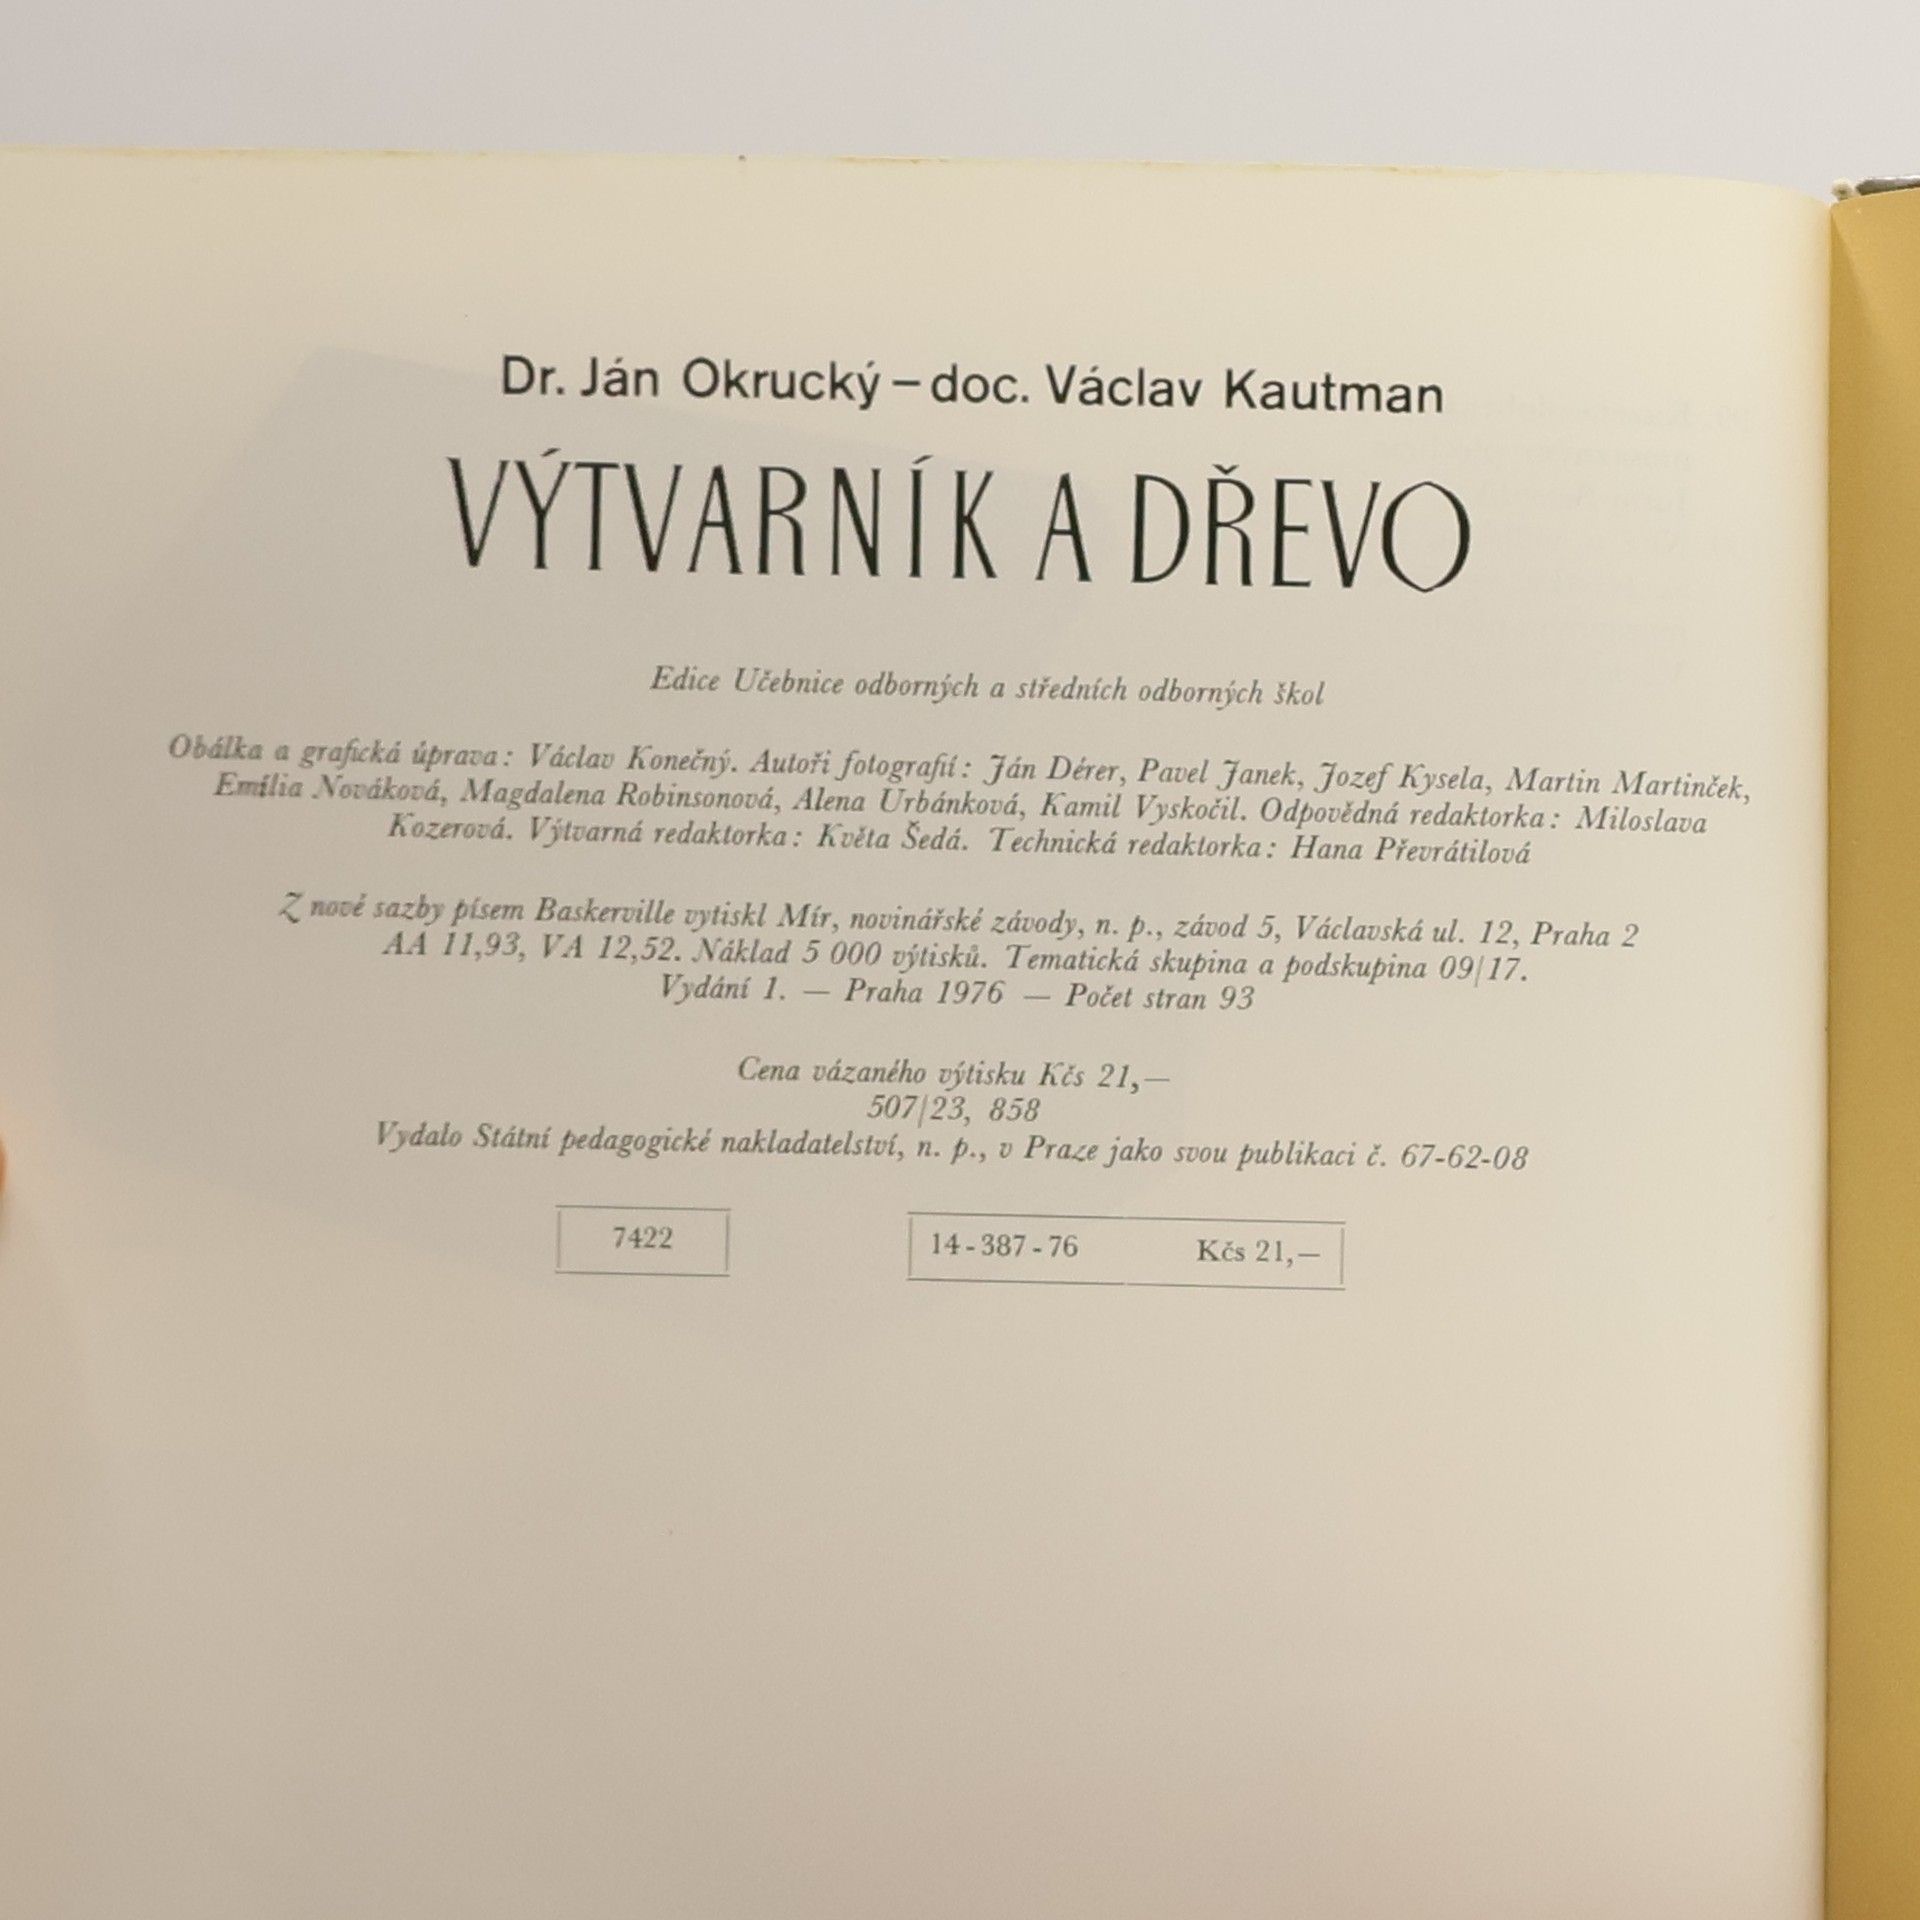 Dr. Ján Okrucký – doc. Václav Kautman
VÝTVARNÍK A DŘEVO
Edice Učebnice odborných a středních odborných škol
Obálka a grafická úprava: Václav Konečný. Autoři fotografií: Ján Dérer, Pavel Janek, Jozef Kysela, Martin Martinček,
Emília Nováková, Magdalena Robinsonová, Alena Urbánková, Kamil Vyskočil. Odpovědná redaktorka: Miloslava
Kozerová. Výtvarná redaktorka: Květa Šedá. Technická redaktorka: Hana Převrátilová
Z nové sazby písem Baskerville vytiskl Mír, novinářské závody, n. p., závod 5, Václavská ul. 12, Praha 2
AA 11,93, VA 12,52. Náklad 5 000 výtisků. Tematická skupina a podskupina 09/17.
Vydání 1. — Praha 1976 — Počet stran 93
Cena vázaného výtisku Kčs 21,—
507/23, 858
Vydalo Státní pedagogické nakladatelství, n. p., v Praze jako svou publikaci č. 67-62-08
7422
14-387-76 Kčs 21,—